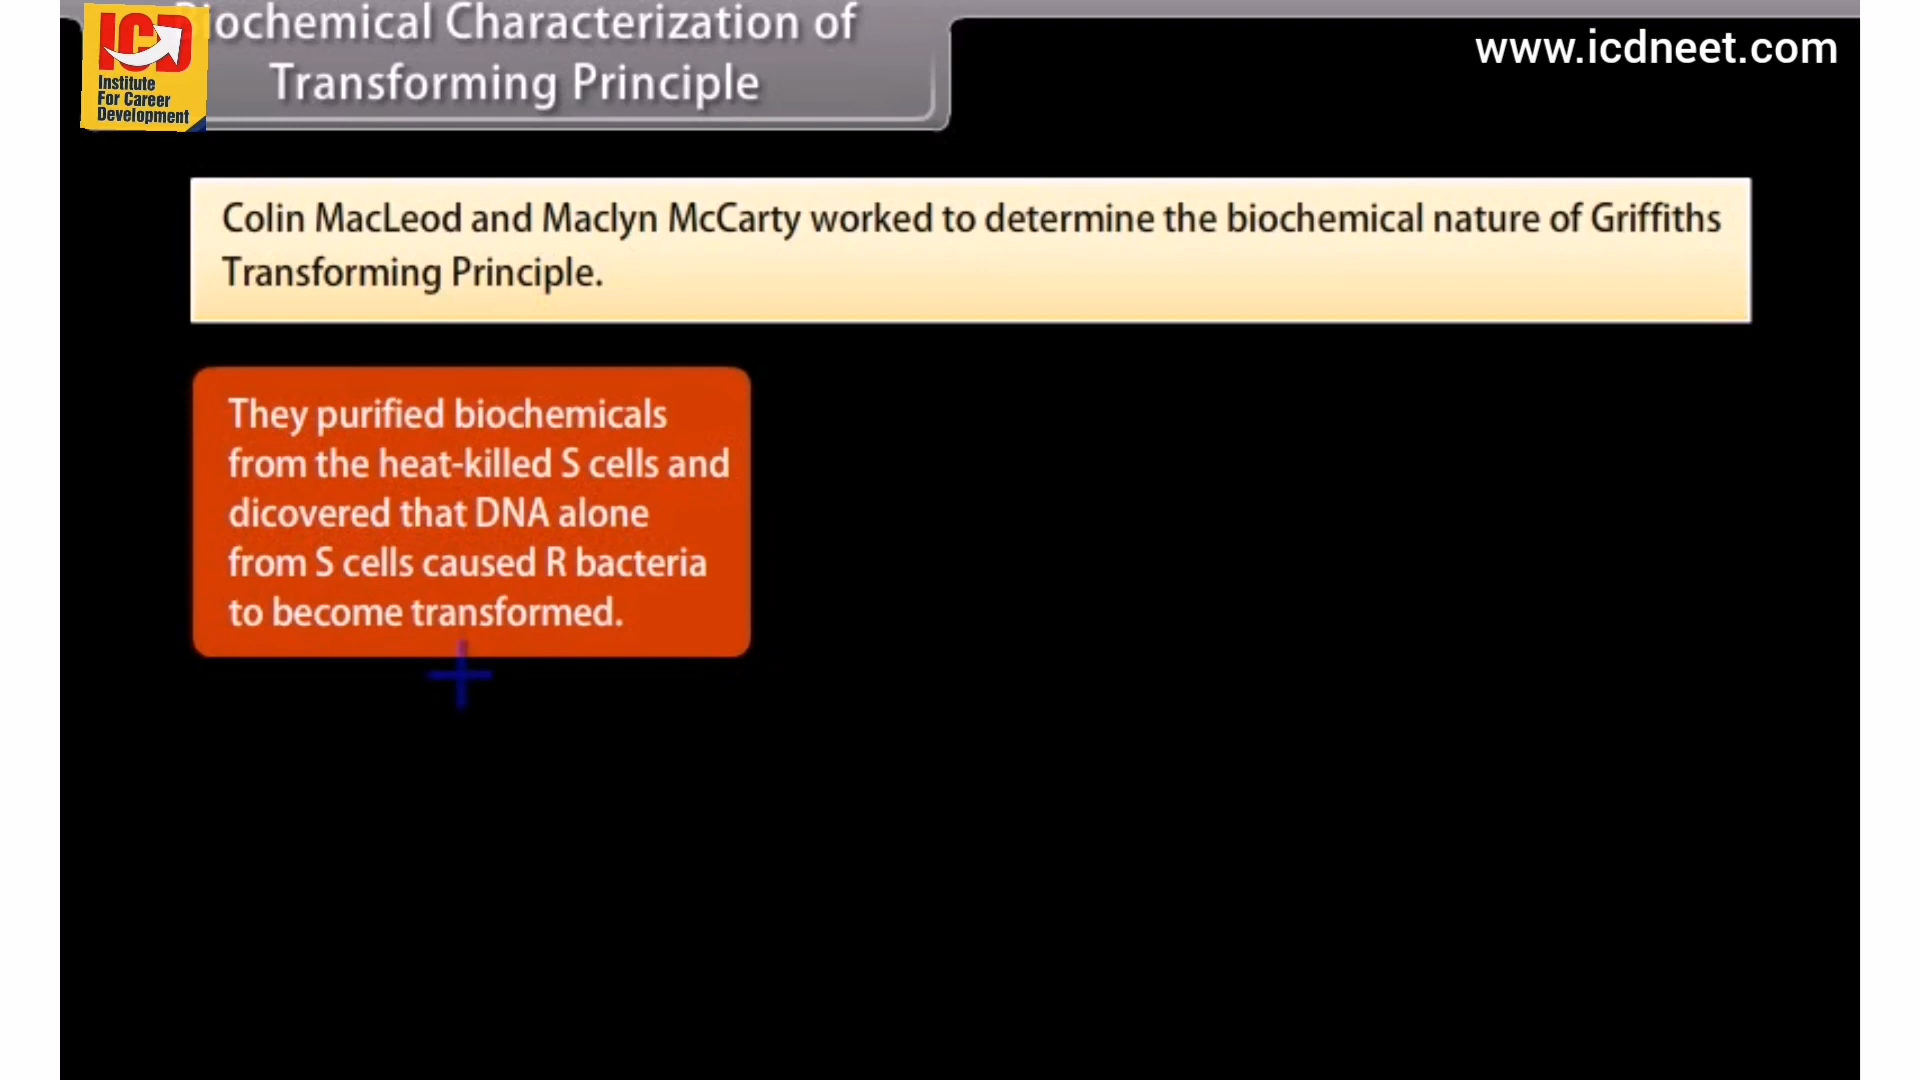 Biochemical Characterization of
Transforming Principle
ICD
Institute
For Career
Development
www.icdneet.com
Colin MacLeod and Maclyn McCarty worked to determine the biochemical nature of Griffiths
Transforming Principle.
They purified biochemicals
from the heat-killed S cells and
dicovered that DNA alone
from S cells caused R bacteria
to become transformed.